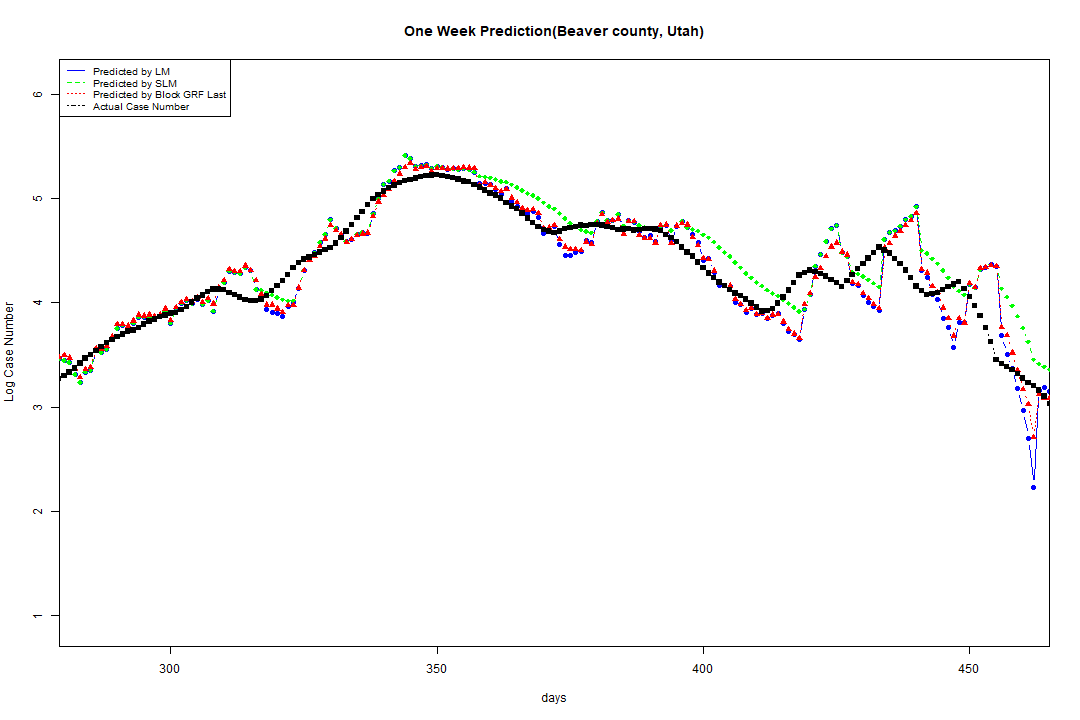 One Week Prediction(Beaver county, Utah)
Predicted by LM
Predicted by SLM
Predicted by Block GRF Last
Actual Case Number
6
5
4
3
2
1
Log Case Number
300 350 400 450
days